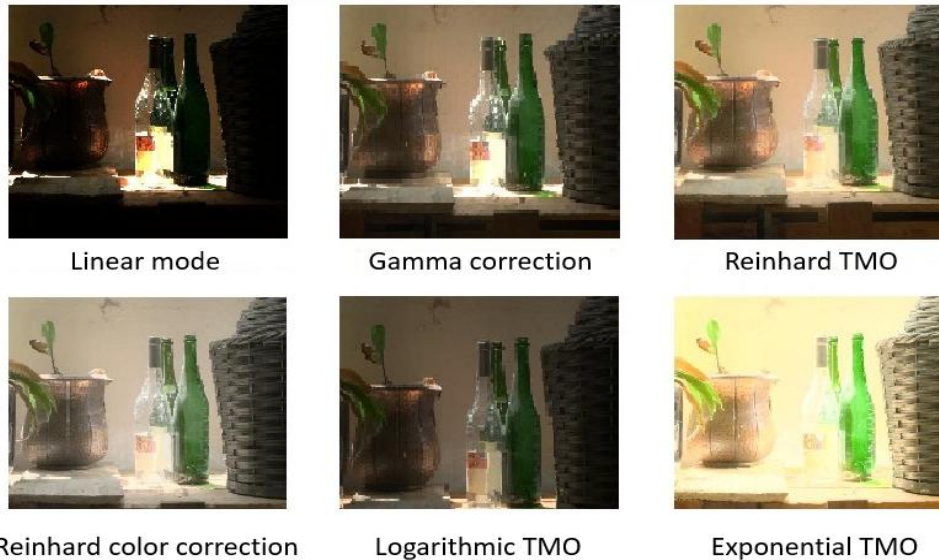 Linear mode
Gamma correction
Reinhard TMO
Reinhard color correction
Logarithmic TMO
Exponential TMO